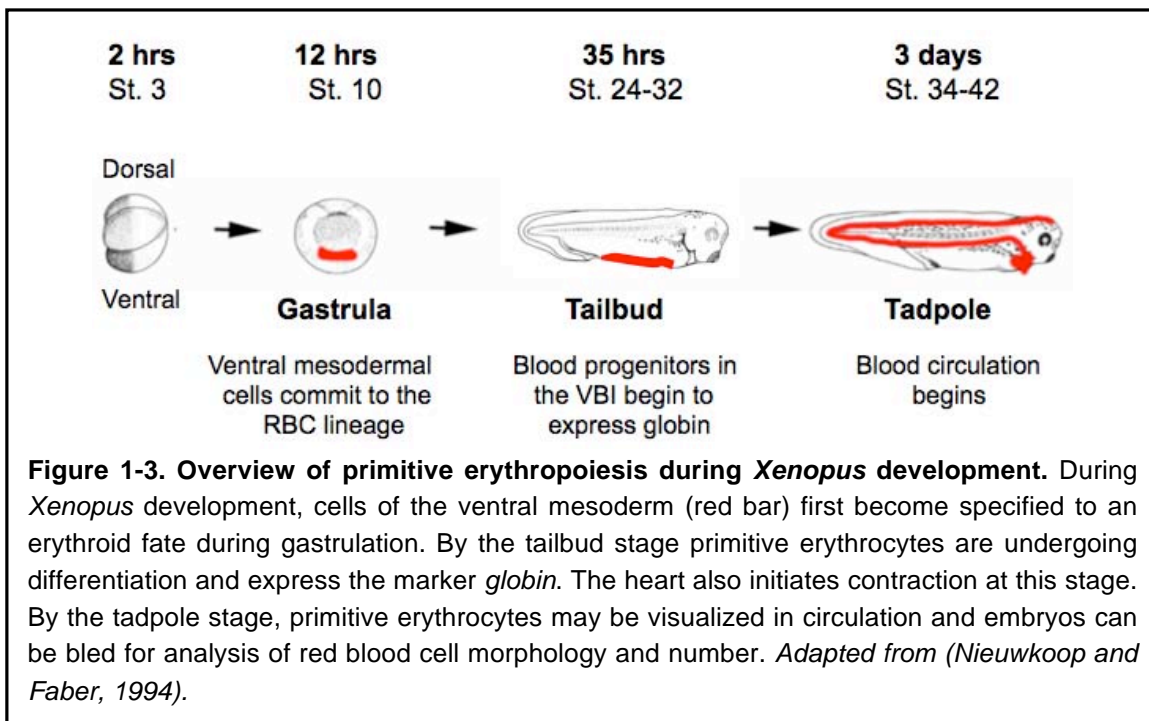 2 hrs
St. 3
12 hrs
St. 10
35 hrs
St. 24-32
3 days
St. 34-42
Dorsal
Ventral
Gastrula
Tailbud
Tadpole
Ventral mesodermal
cells commit to the
RBC lineage
Blood progenitors in
the VBI begin to
express globin
Blood circulation
begins
Figure 1-3. Overview of primitive erythropoiesis during Xenopus development. During
Xenopus development, cells of the ventral mesoderm (red bar) first become specified to an
erythroid fate during gastrulation. By the tailbud stage primitive erythrocytes are undergoing
differentiation and express the marker globin. The heart also initiates contraction at this stage.
By the tadpole stage, primitive erythrocytes may be visualized in circulation and embryos can
be bled for analysis of red blood cell morphology and number. Adapted from (Nieuwkoop and
Faber, 1994).